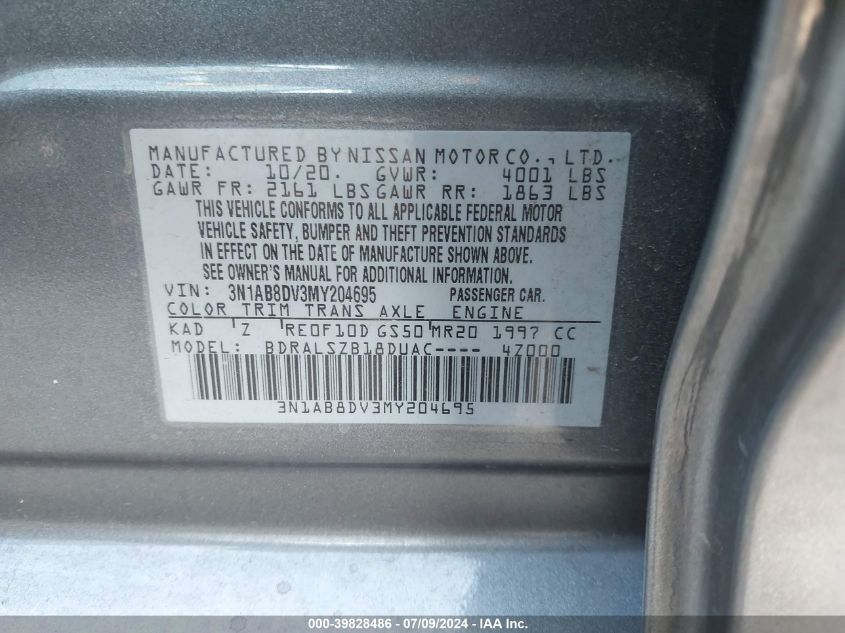 MANUFACTURED BY NISSAN MOTOR CO., LTD.
DATE: 10/20. GVWR: 4001 LBS
GAWR FR: 2161 LBS GAWR RR: 1863 LBS
THIS VEHICLE CONFORMS TO ALL APPLICABLE FEDERAL MOTOR
VEHICLE SAFETY, BUMPER AND THEFT PREVENTION STANDARDS
IN EFFECT ON THE DATE OF MANUFACTURE SHOWN ABOVE.
SEE OWNER'S MANUAL FOR ADDITIONAL INFORMATION.
VIN: 3N1AB8DV3MY204695 PASSENGER CAR.
COLOR TRIM TRANS AXLE ENGINE
KAD 'Z RE0F10D GS50 MR20 1997 CC
MODEL: BDRALSZB18DUAC---- 4Z000
3N1AB8DV3MY204695
000-39828486 - 07/09/2024 - IAA Inc.